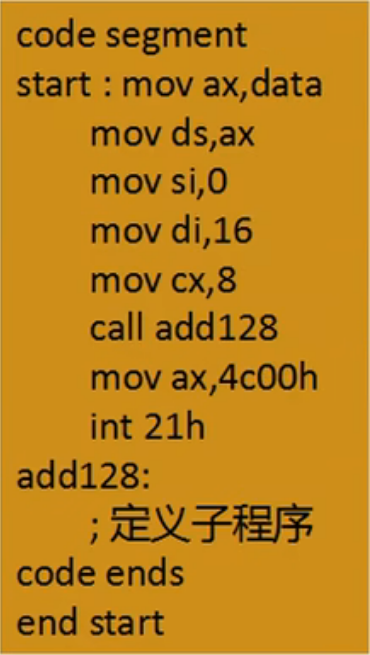 code segment
start : mov ax,data
mov ds,ax
mov si,0
mov di,16
mov cx,8
call add128
mov ax,4c00h
int 21h
add128:
; 定义子程序
code ends
end start